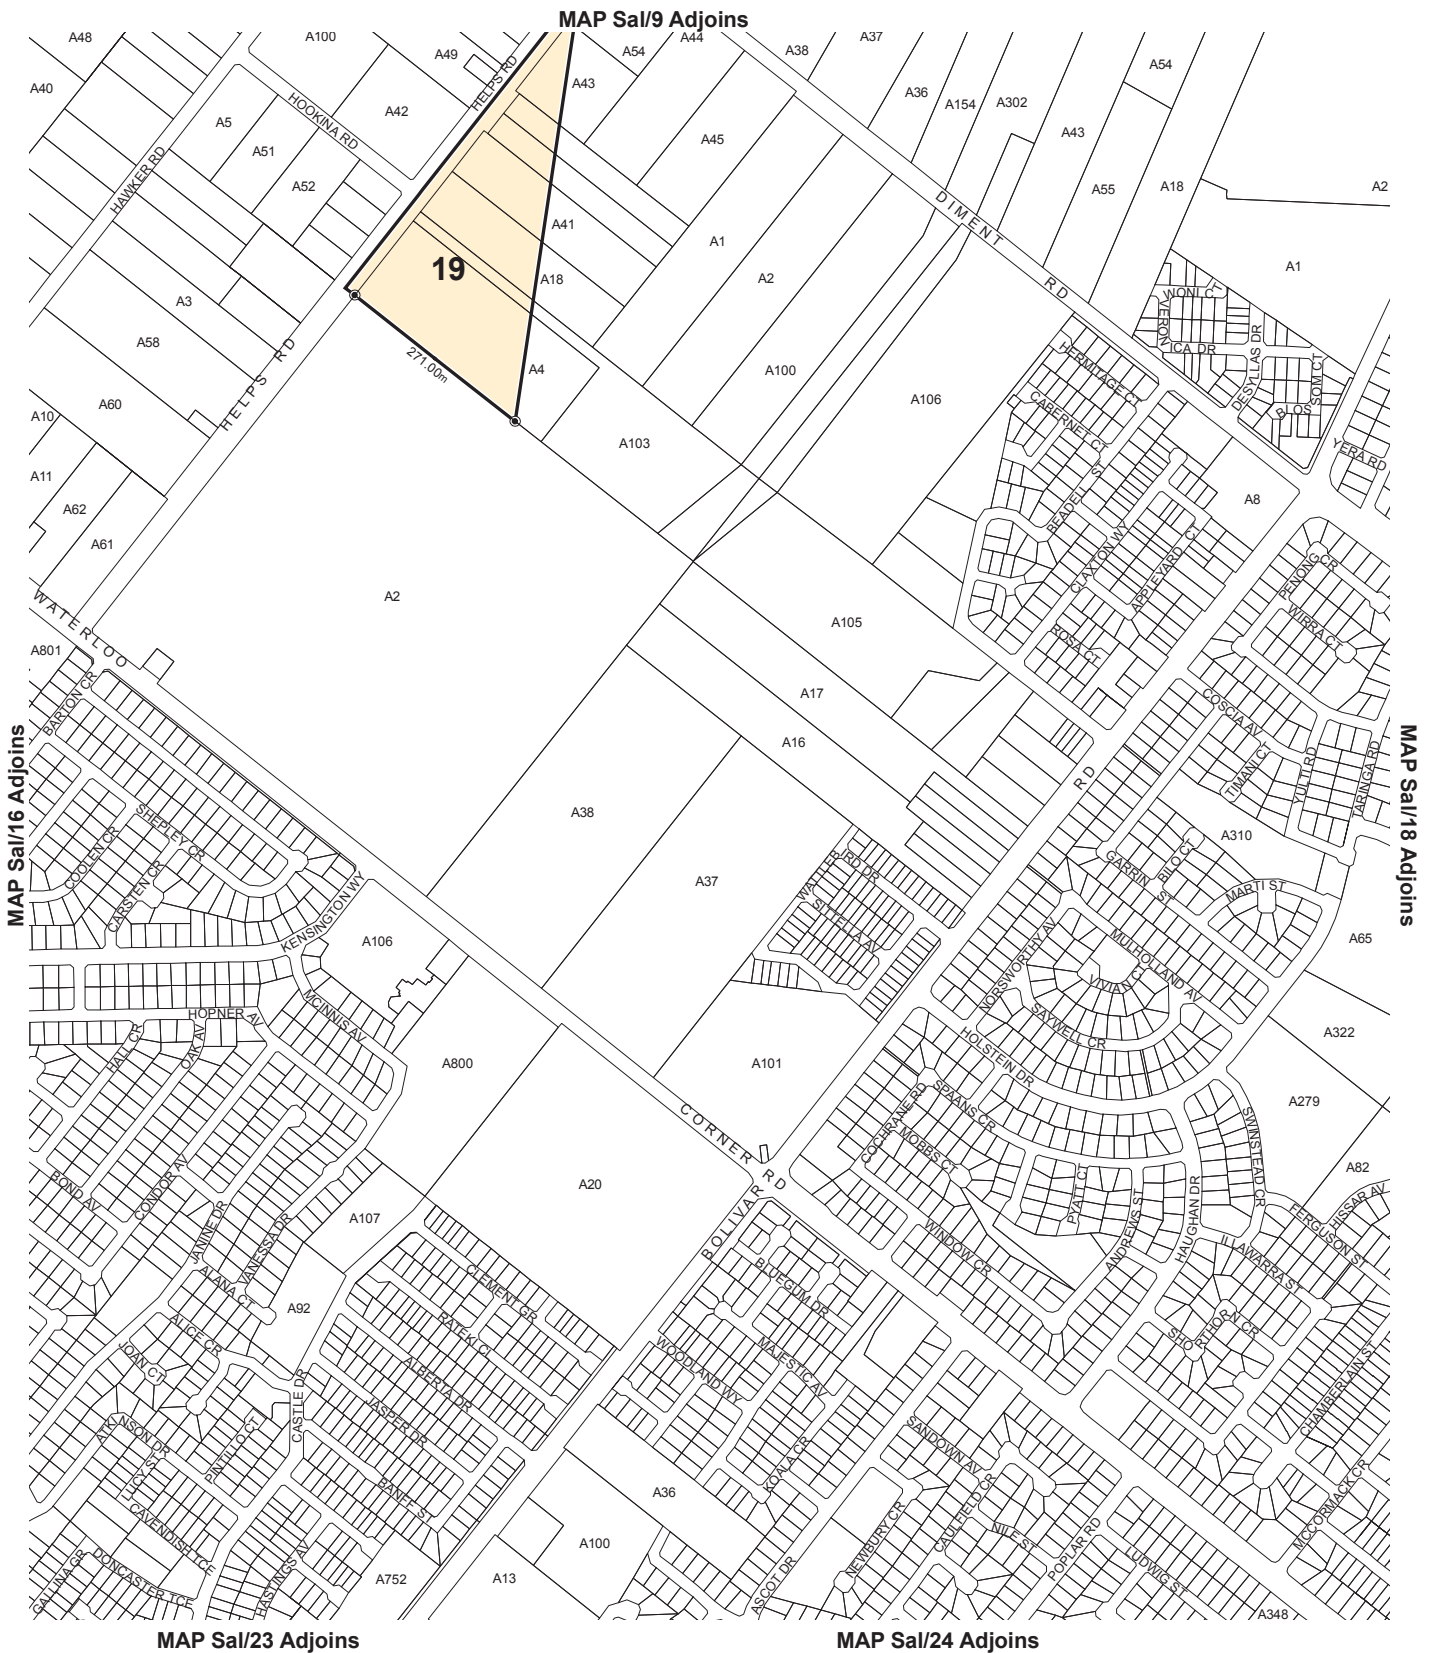 MAP Sal/9 Adjoins
A48
A100
A49
A54
A44
A38
A37
A54
A40
HELPS RD
A43
A36
A154
A302
HOOKINA RD
A42
A5
A51
A45
A43
HAWKER RD
A52
A55
A18
A2
A41
A1
DIMENT RD
19
A18
A2
A1
A3
WONI CT
VERON
ICA DR
DESYLLAS DR
BLOS
SOM CT
A58
HELPS RD
271.00m
A4
A100
HERMITAGE CT
A106
A60
A10
CABERNET CT
A103
YERA RD
A11
BEADELL ST
A8
A62
A61
CLAXTON WY
APPLEYARD CT
PENONG CR
A2
WIRRA CT
WATERLOO
A105
ROSA CT
A801
BARTON CR
A17
COSCIA AV
MAP Sal/16 Adjoins
MAP Sal/18 Adjoins
A16
TIMANI CT
YULTI RD
TARINGA RD
RD
A38
SHEPLEY CR
A310
COOLEN CR
CARSTEN CR
GARRIN ST
BILO CT
WATTLEB
IRD DR
A37
MARTI ST
KENSINGTON WY
SITTELLA AV
A106
NORSWORTHY AV
MULHOLLAND AV
A65
VIVIAN CT
MCINNIS AV
HOPNER AV
SAYWELL CR
A322
HALL CR
OAK AV
HOLSTEIN DR
A800
A101
SPAANS CR
A279
COCHRANE RD
CORNER RD
SWINSTEAD CR
MOBBS CT
A82
BOND AV
CONDOR AV
A20
PYATT CT
HISSAR AV
A107
JANINE DR
VANESSA DR
BOLIVAR
ANDREWS ST
HAUGHAN DR
FERGUSON ST
WINDOW CR
ILLAWARRA ST
ALANA CT
CLEMENT GR
BLUEGUM DR
A92
RATEKI CL
ALICE CR
SHORTHORN CR
JOAN CT
WOODLAND WY
MAJESTIC AV
ALBERTA DR
CASTLE DR
JASPER DR
CHAMBERLAIN ST
ATKINSON DR
PINTILLO CT
SANDOWN AV
LUCY ST
KOALA CR
BANFF ST
A36
CAULFIELD CR
MCCORMACK CR
CAVENDISH TCE
NEWBURY CR
NILE ST
POPLAR RD
A100
GALLINA GR
DONCASTER TCE
HASTINGS AV
A752
A13
ASCOT DR
LUDWIG ST
A348
MAP Sal/23 Adjoins
MAP Sal/24 Adjoins